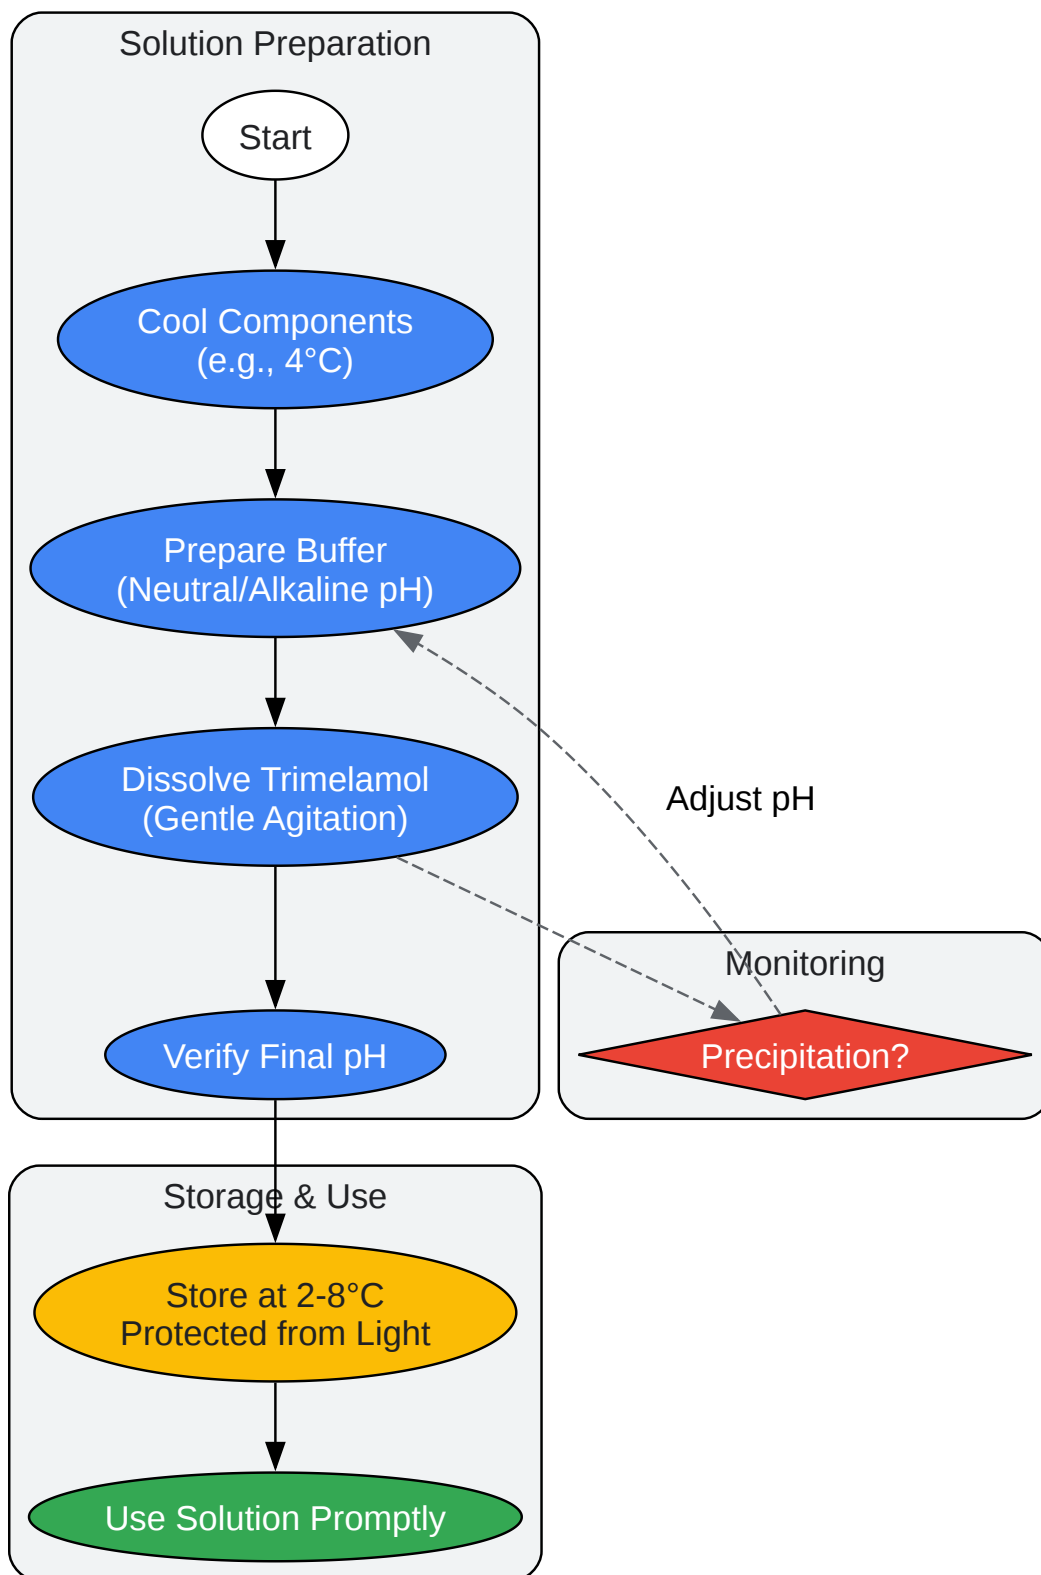 Solution Preparation
Start
Cool Components
(e.g., 4°C)
Prepare Buffer
(Neutral/Alkaline pH)
Dissolve Trimelamol
(Gentle Agitation)
Adjust pH
Monitoring
Verify Final pH
Precipitation?
Storage & Use
Store at 2-8°C
Protected from Light
Use Solution Promptly